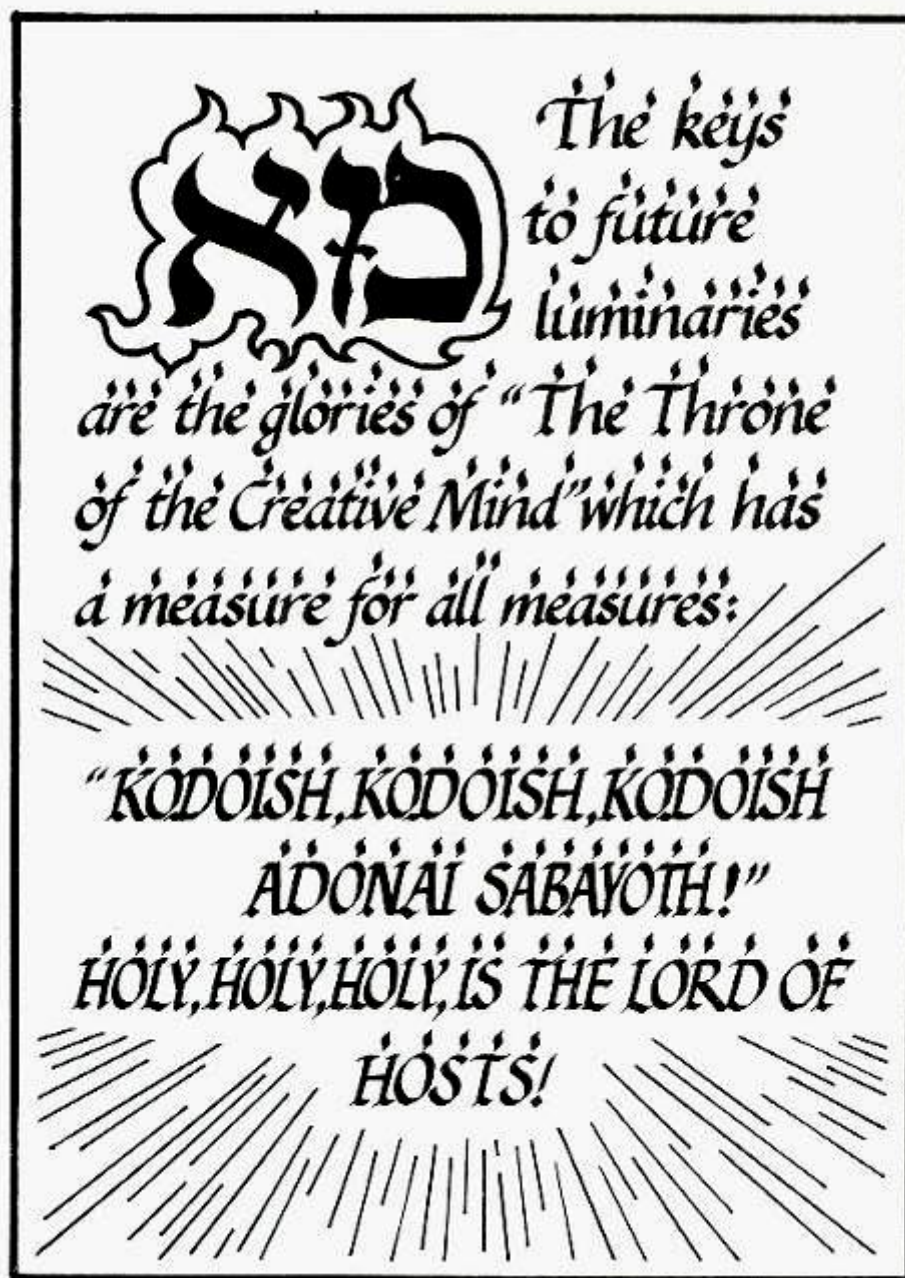 מא The keys
to future
luminaries
are the glories of "The Throne
of the Creative Mind" which has
a measure for all measures:
"KODOISH, KODOISH, KODOISH
ADONAI SABAYOTH!"
HOLY, HOLY, HOLY, IS THE LORD OF
HOSTS!